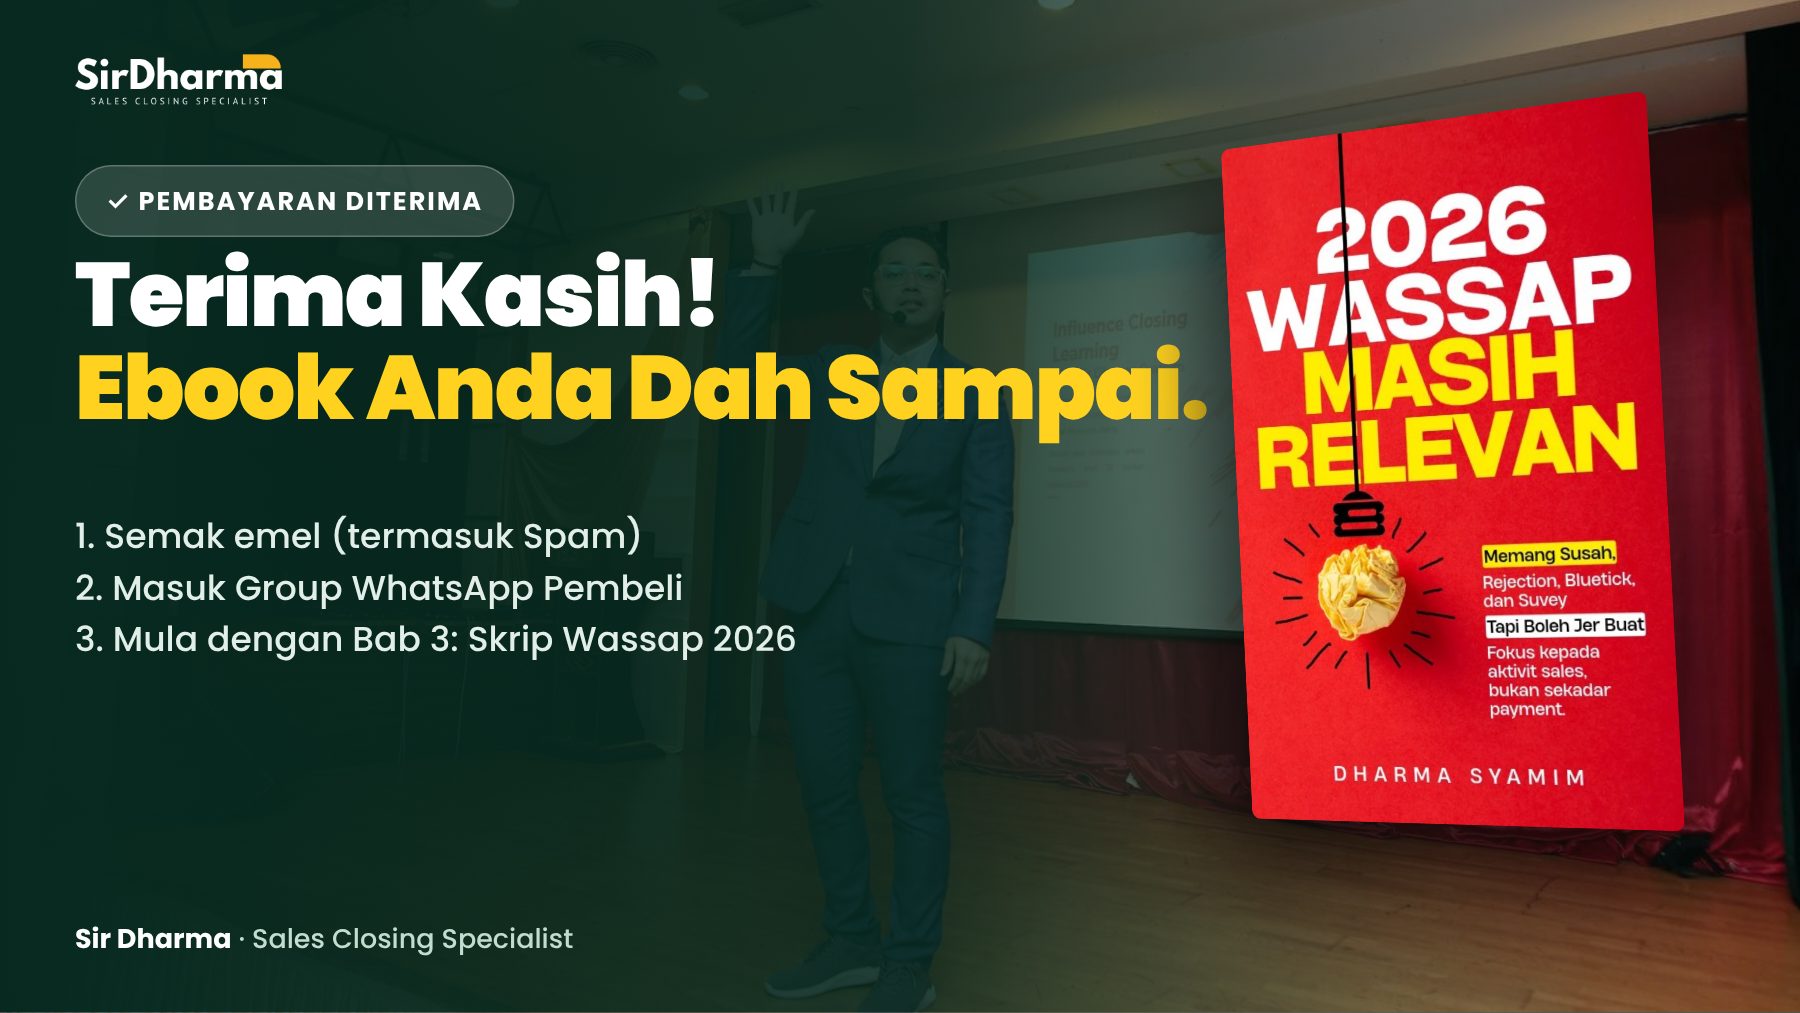 SirDharma
SALES CLOSING SPECIALIST
✓ PEMBAYARAN DITERIMA
Terima Kasih!
Ebook Anda Dah Sampai.
1. Semak emel (termasuk Spam)
2. Masuk Group WhatsApp Pembeli
3. Mula dengan Bab 3: Skrip Wassap 2026
Sir Dharma · Sales Closing Specialist
Influence Closing
Learning
2026
WASSAP
MASIH
RELEVAN
Memang Susah,
Rejection, Bluetick,
dan Suvey
Tapi Boleh Jer Buat
Fokus kepada
aktivit sales,
bukan sekadar
payment.
DHARMA SYAMIM